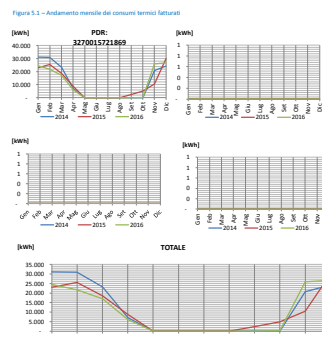 Figura 5.1 – Andamento mensile dei consumi termici fatturati
[kWh]
PDR:
3270015721869
40.000
30.000
20.000
10.000
-
Gen Feb Mar Apr Mag Giu Lug Ago Set Ott Nov Dic
2014 2015 2016
[kWh]
1
1
1
0
0
-
Gen Feb Mar Apr Mag Giu Lug Ago Set Ott Nov Dic
2014 2015 2016
[kWh]
1
1
1
0
0
-
Gen Feb Mar Apr Mag Giu Lug Ago Set Ott Nov Dic
2014 2015 2016
[kWh]
1
1
1
0
0
-
Gen Feb Mar Apr Mag Giu Lug Ago Set Ott Nov
2014 2015 2016
[kWh]
TOTALE
35.000
30.000
25.000
20.000
15.000
10.000
5.000
-